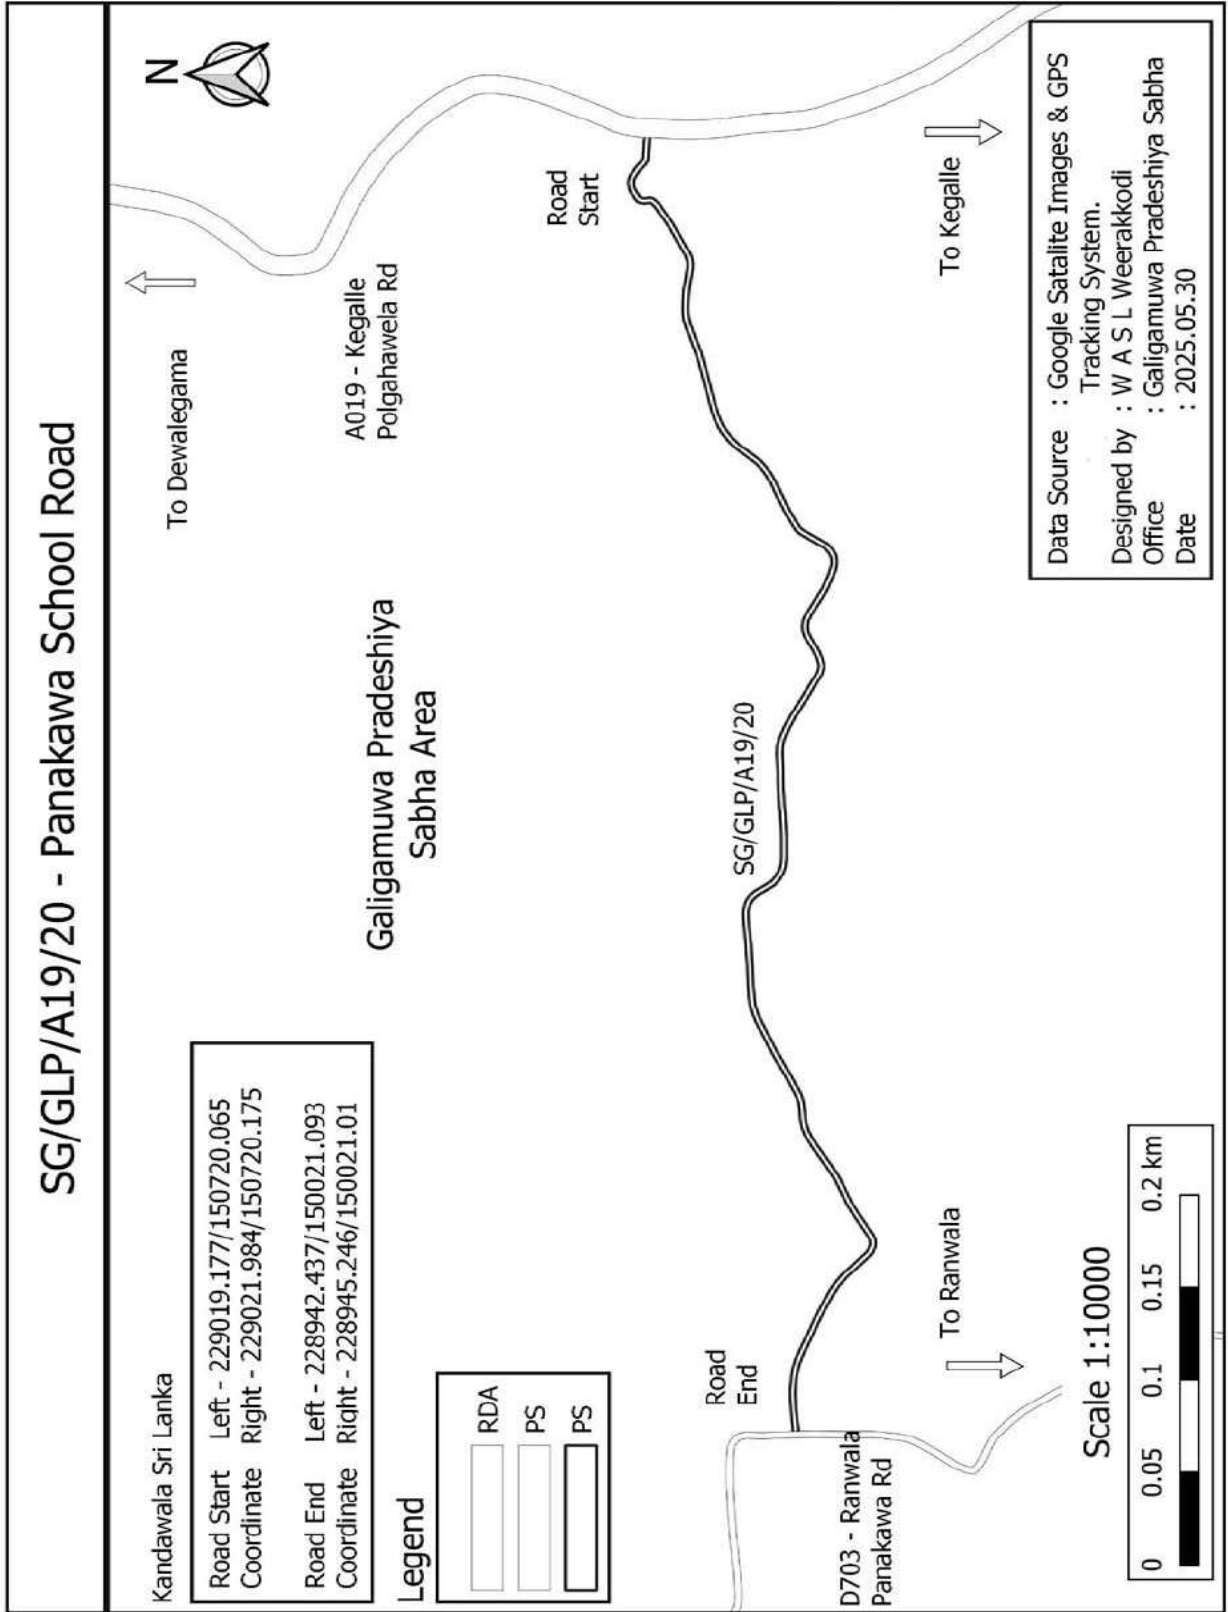 SG/GLP/A19/20 - Panakawa School Road
N
Kandawala Sri Lanka
Road Start Left - 229019.177/150720.065
Coordinate Right - 229021.984/150720.175
Road End Left - 228942.437/150021.093
Coordinate Right - 228945.246/150021.01
Legend
RDA
PS
PS
To Dewalegama
A019 - Kegalle
Polgahawela Rd
Galigamuwa Pradeshiya
Sabha Area
Road
Start
SG/GLP/A19/20
Road
End
D703 - Ranwala
Panakawa Rd
To Ranwala
To Kegalle
Scale 1:10000
0 0.05 0.1 0.15 0.2 km
Data Source : Google Satalite Images & GPS
Tracking System.
Designed by : W A S L Weerakkodi
Office : Galigamuwa Pradeshiya Sabha
Date : 2025.05.30